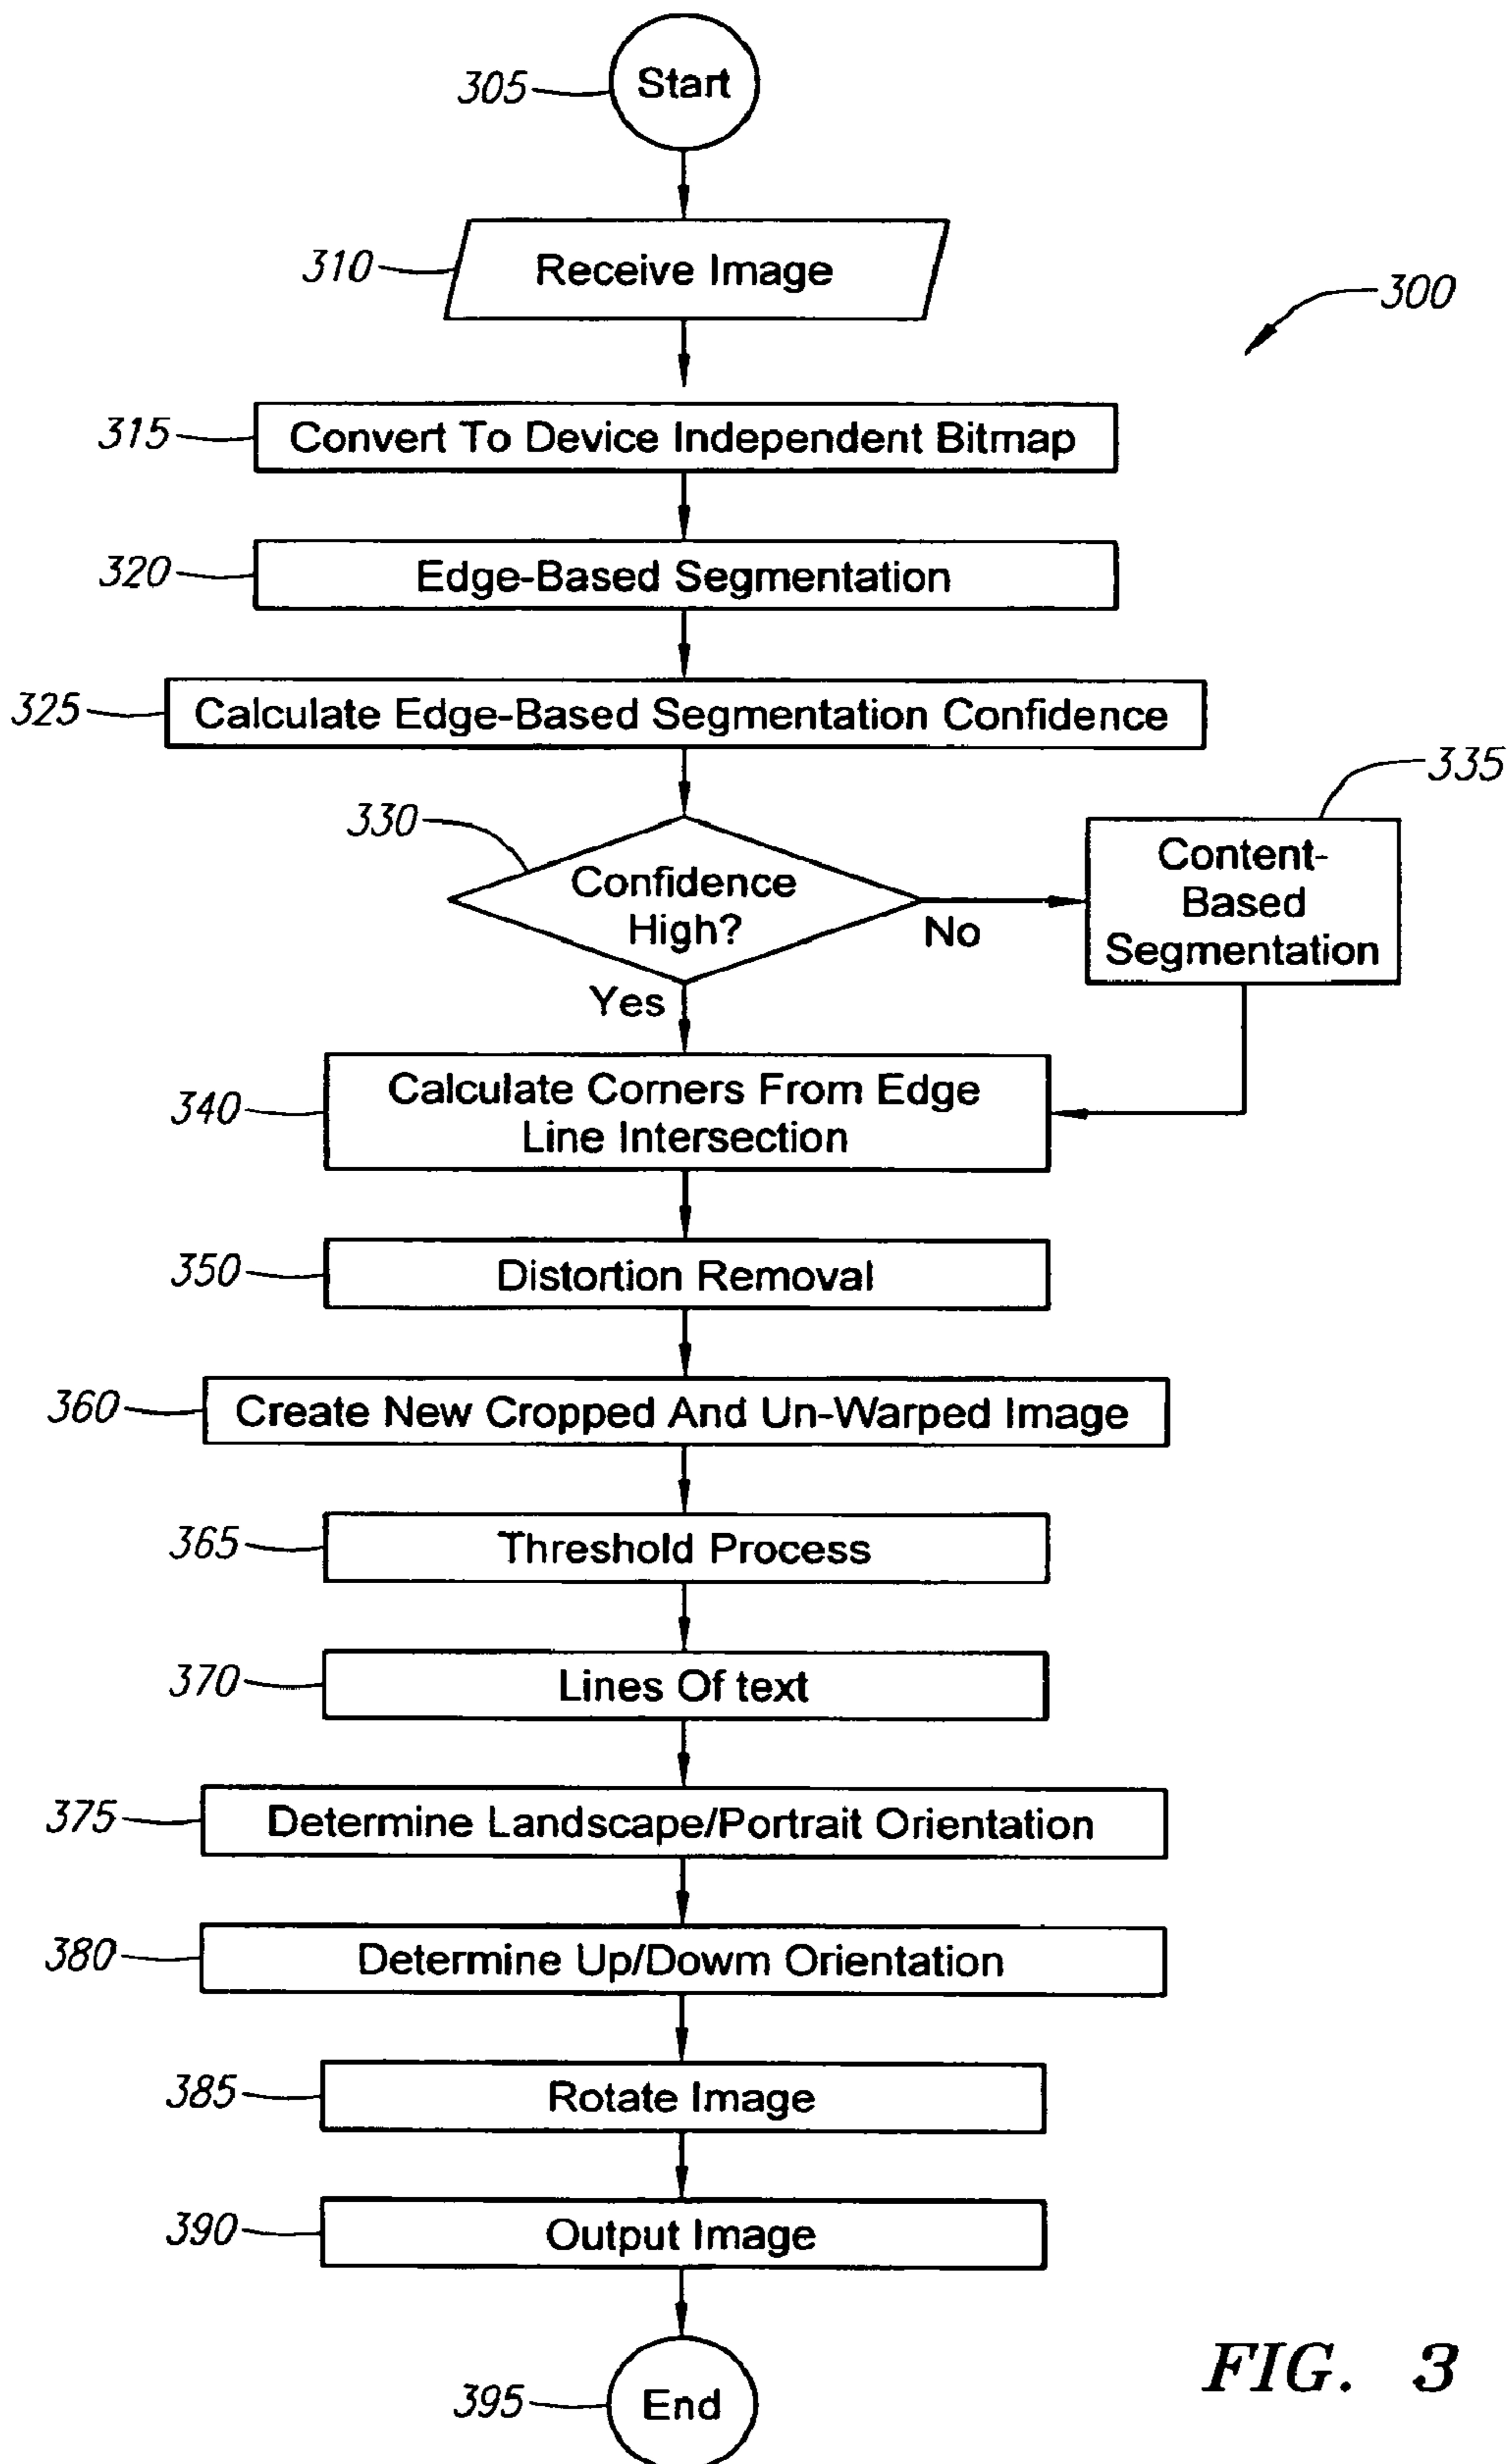 305
Start
310
Receive Image
300
315
Convert To Device Independent Bitmap
320
Edge-Based Segmentation
325
Calculate Edge-Based Segmentation Confidence
335
330
Confidence
High?
No
Content-
Based
Segmentation
Yes
340
Calculate Corners From Edge
Line Intersection
350
Distortion Removal
360
Create New Cropped And Un-Warped Image
365
Threshold Process
370
Lines Of text
375
Determine Landscape/Portrait Orientation
380
Determine Up/Dowm Orientation
385
Rotate Image
390
Output Image
395
End
FIG. 3